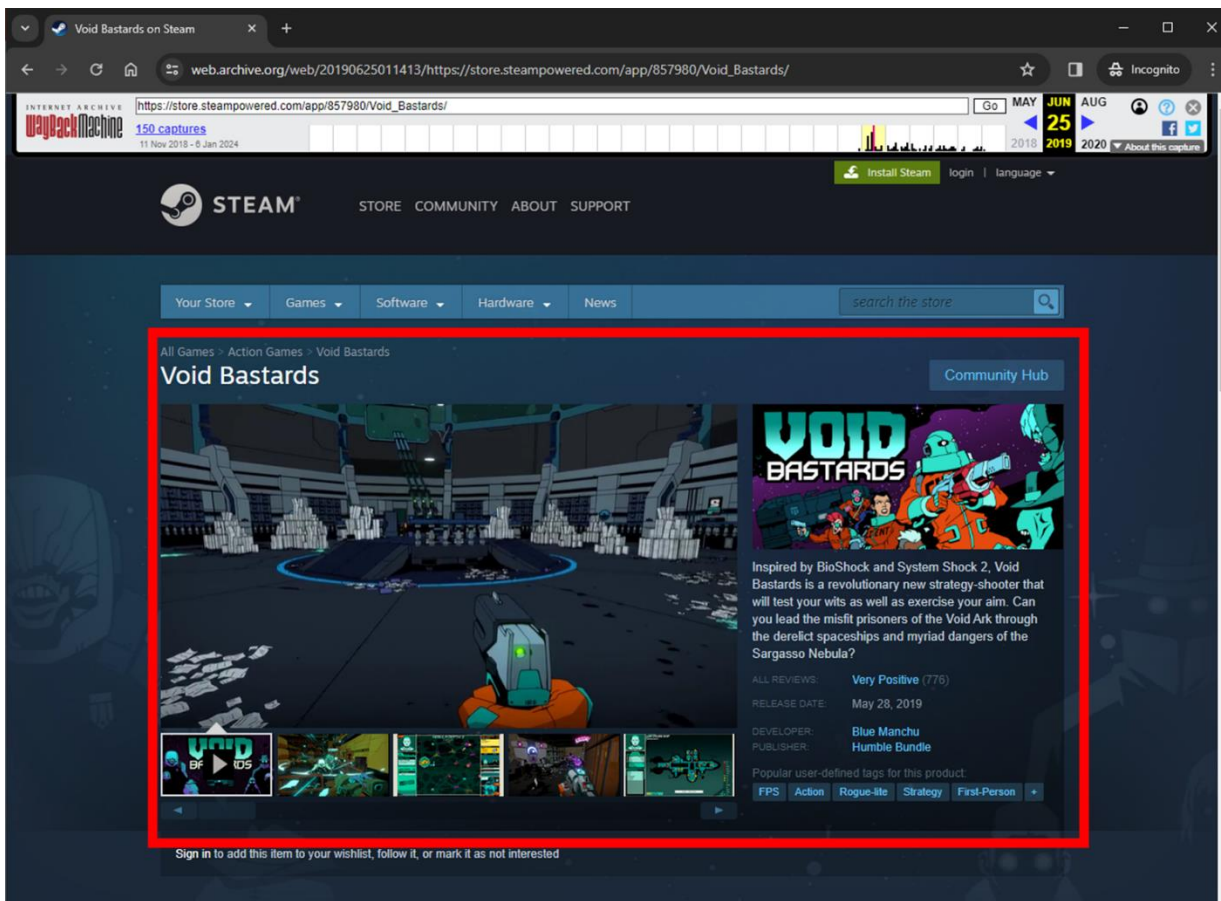 Void Bastards on Steam
web.archive.org/web/20190625011413/https://store.steampowered.com/app/857980/Void_Bastards/
Incognito
INTERNET ARCHIVE
WayBackMachine
https://store.steampowered.com/app/857980/Void_Bastards/
Go
MAY JUN AUG
150 captures
25
11 Nov 2018 - 6 Jan 2024
2018 2019 2020
About this capture
Install Steam login | language
STEAM
STORE COMMUNITY ABOUT SUPPORT
Your Store Games Software Hardware News
search the store
All Games > Action Games > Void Bastards
Void Bastards
Community Hub
VOID
BASTARDS
Inspired by BioShock and System Shock 2, Void
Bastards is a revolutionary new strategy-shooter that
will test your wits as well as exercise your aim. Can
you lead the misfit prisoners of the Void Ark through
the derelict spaceships and myriad dangers of the
Sargasso Nebula?
ALL REVIEWS: Very Positive (776)
RELEASE DATE: May 28, 2019
DEVELOPER: Blue Manchu
PUBLISHER: Humble Bundle
Popular user-defined tags for this product:
FPS Action Rogue-lite Strategy First-Person +
Sign in to add this item to your wishlist, follow it, or mark it as not interested